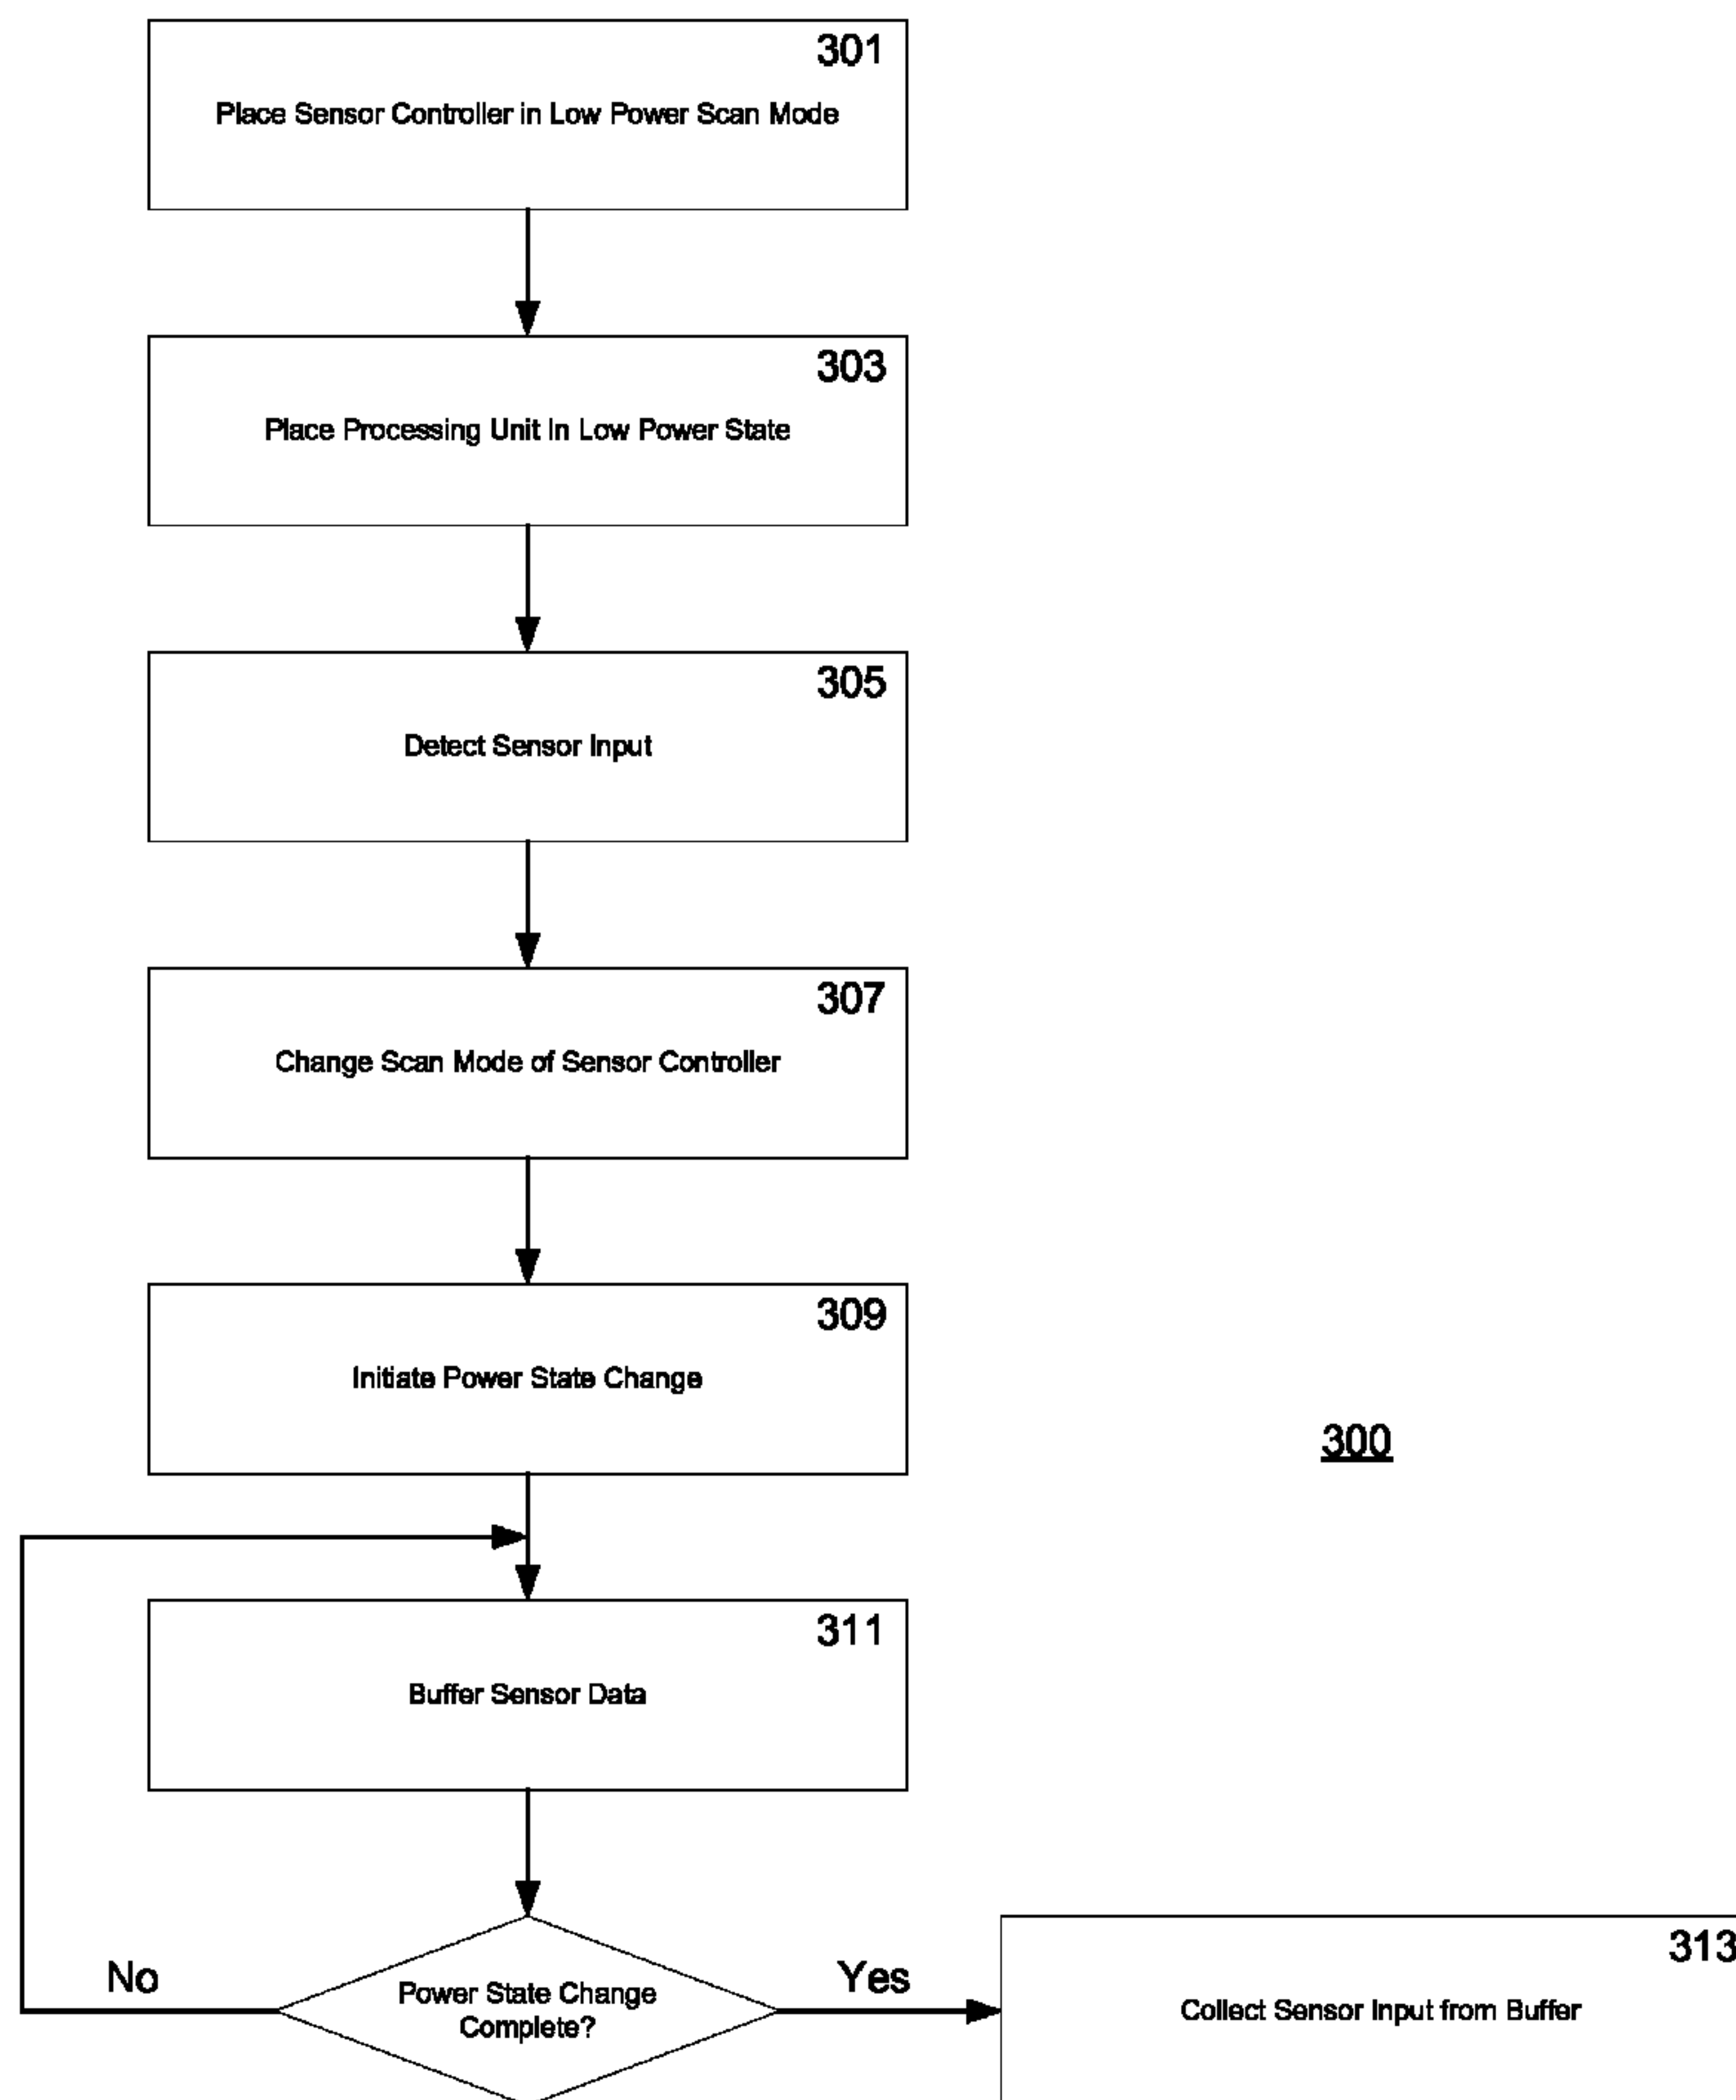 301
Place Sensor Controller in Low Power Scan Mode
303
Place Processing Unit in Low Power State
305
Detect Sensor Input
307
Change Scan Mode of Sensor Controller
309
Initiate Power State Change
300
311
Buffer Sensor Data
No
Power State Change
Complete?
Yes
313
Collect Sensor Input from Buffer